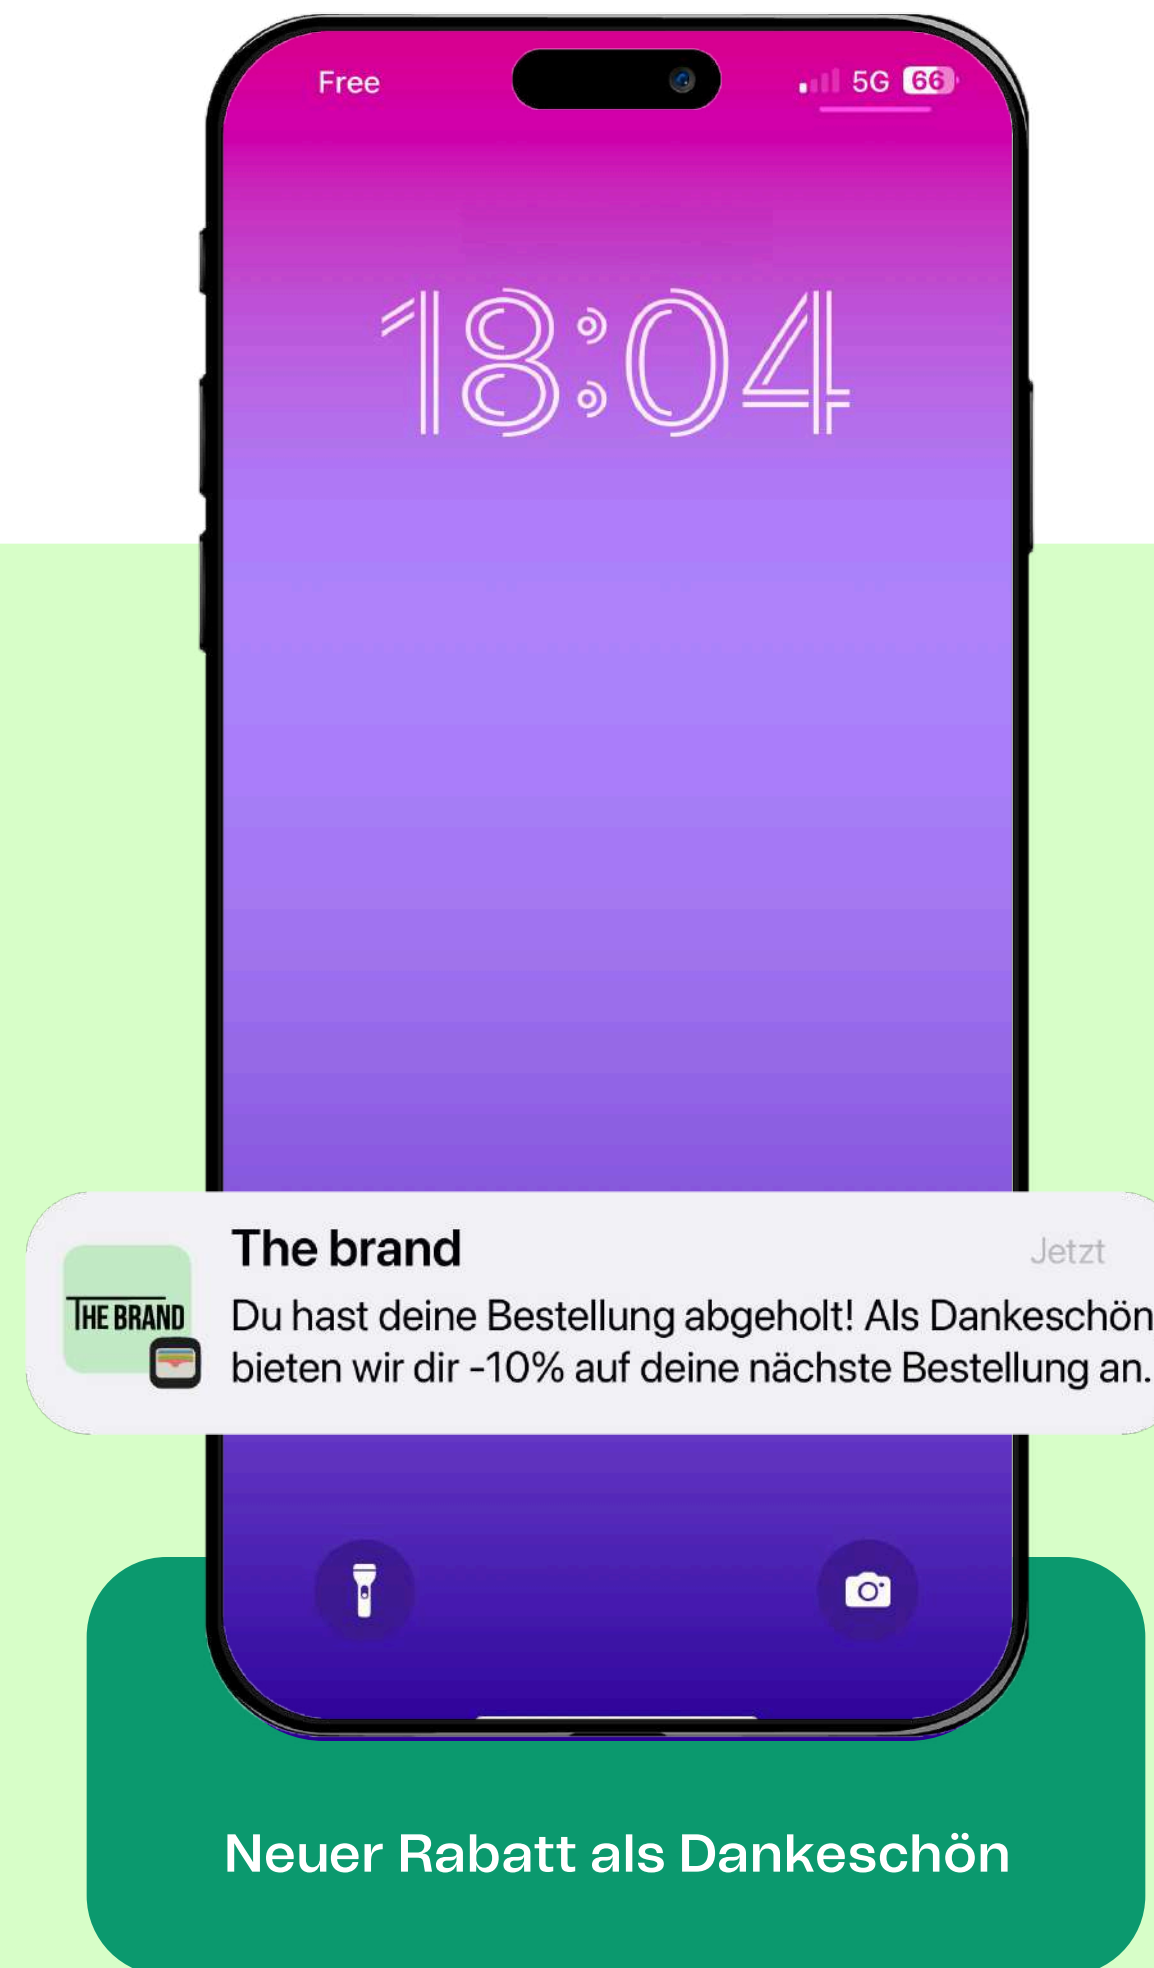 Free
5G 66
18:04
The brand
Jetzt
THE BRAND
Du hast deine Bestellung abgeholt! Als Dankeschön
bieten wir dir -10% auf deine nächste Bestellung an.
Neuer Rabatt als Dankeschön